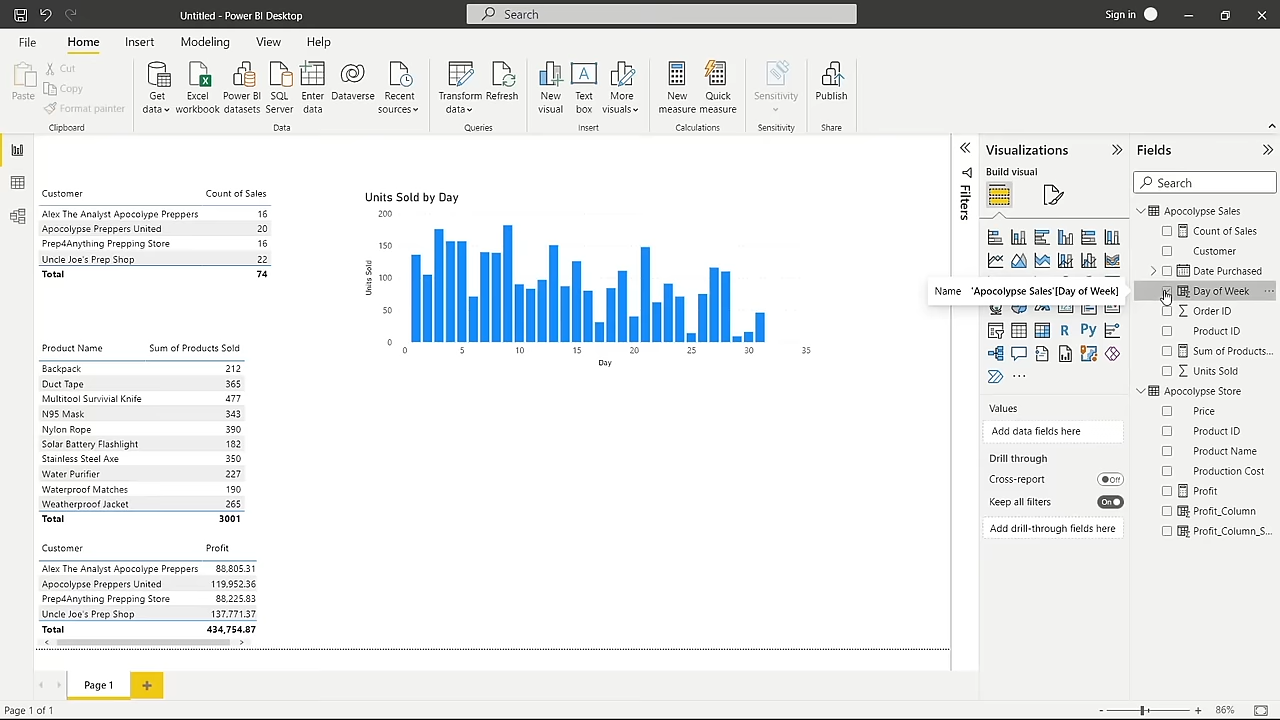 Untitled - Power BI Desktop
Search
Sign in
File Home Insert Modeling View Help
Paste
Cut
Copy
Format painter
Clipboard
Get data
Excel workbook
Power BI datasets
SQL Server
Enter data
Dataverse
Recent sources
Data
Transform data
Refresh
Queries
New visual
Text box
More visuals
Insert
New measure
Quick measure
Calculations
Sensitivity
Sensitivity
Publish
Share
Customer Count of Sales
Alex The Analyst Apocolype Preppers 16
Apocolypse Preppers United 20
Prep4Anything Prepping Store 16
Uncle Joe's Prep Shop 22
Total 74
Product Name Sum of Products Sold
Backpack 212
Duct Tape 365
Multitool Survivial Knife 477
N95 Mask 343
Nylon Rope 390
Solar Battery Flashlight 182
Stainless Steel Axe 350
Water Purifier 227
Waterproof Matches 190
Weatherproof Jacket 265
Total 3001
Customer Profit
Alex The Analyst Apocolype Preppers 88,805.31
Apocolypse Preppers United 119,952.36
Prep4Anything Prepping Store 88,225.83
Uncle Joe's Prep Shop 137,771.37
Total 434,754.87
Units Sold by Day
200
150
100
50
0
Units Sold
0 5 10 15 20 25 30 35
Day
Filters
Visualizations
Build visual
Name 'Apocolypse Sales'[Day of Week]
R Py
Values
Add data fields here
Drill through
Cross-report Off
Keep all filters On
Add drill-through fields here
Fields
Search
Apocolypse Sales
Count of Sales
Customer
Date Purchased
Day of Week
Order ID
Product ID
Sum of Products...
Units Sold
Apocolypse Store
Price
Product ID
Product Name
Production Cost
Profit
Profit_Column
Profit_Column_S...
Page 1
Page 1 of 1
86%